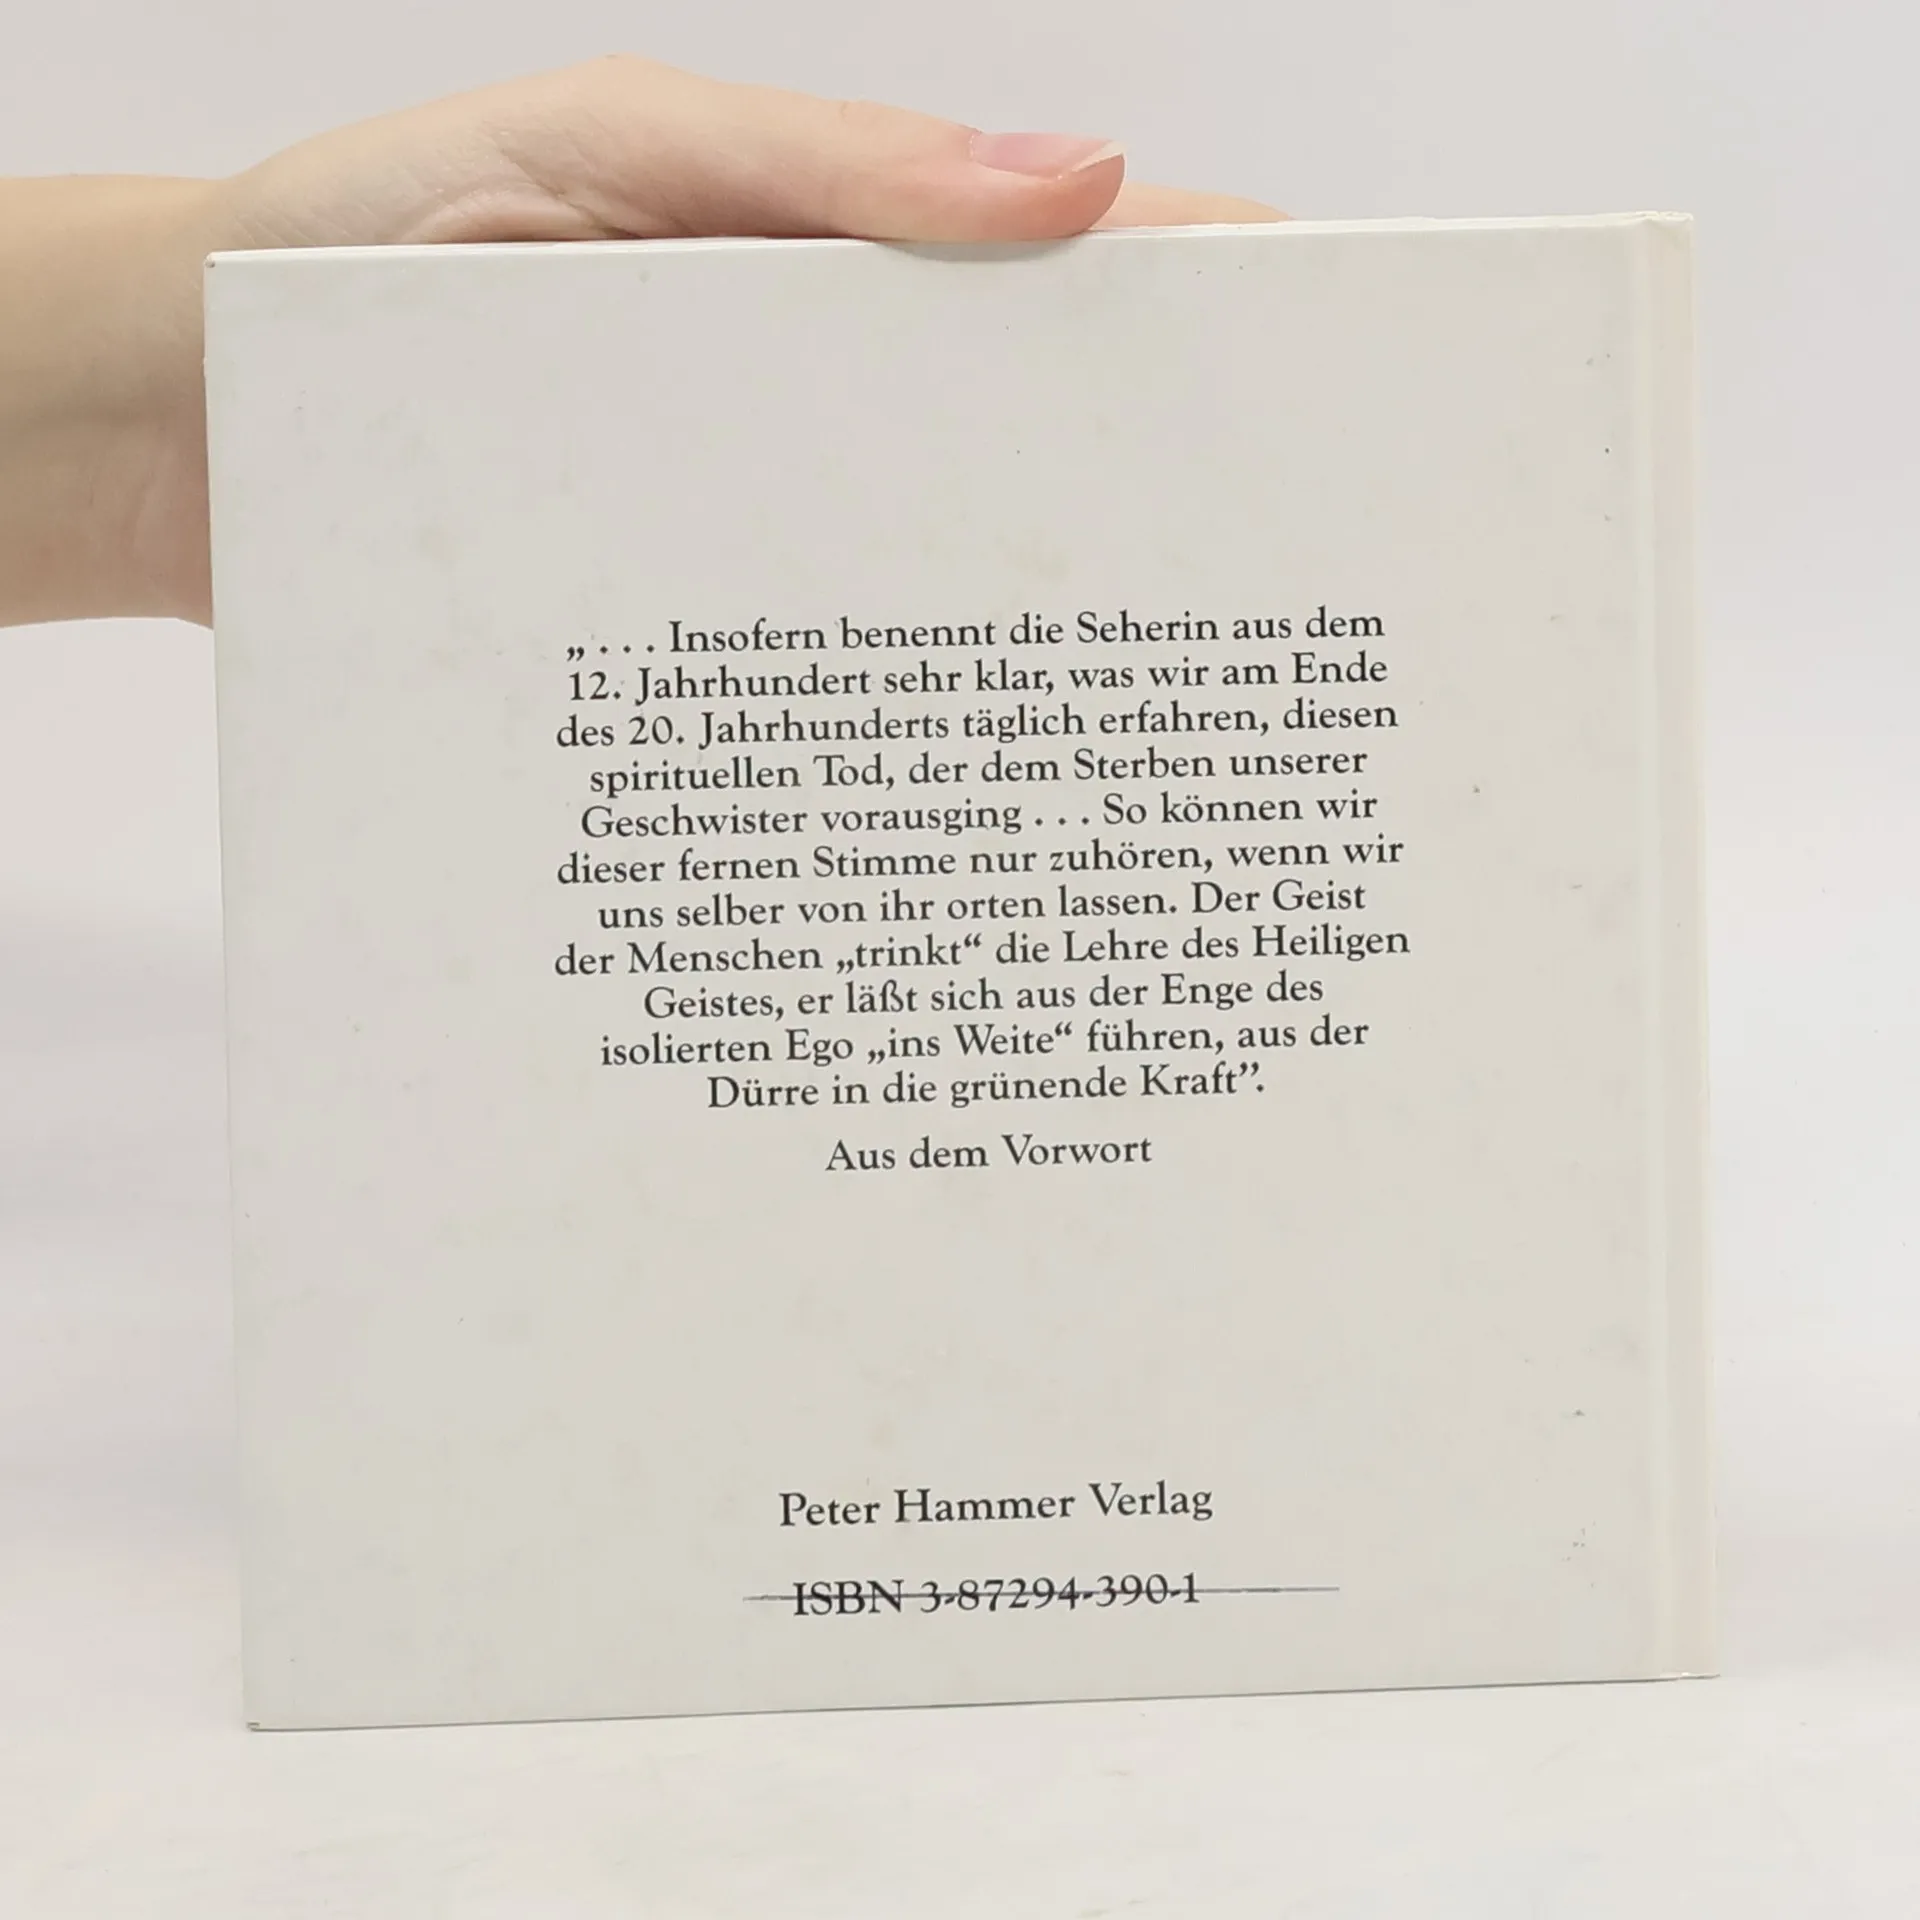 „. . . Insofern benennt die Seherin aus dem
12. Jahrhundert sehr klar, was wir am Ende
des 20. Jahrhunderts täglich erfahren, diesen
spirituellen Tod, der dem Sterben unserer
Geschwister vorausging . . . So können wir
dieser fernen Stimme nur zuhören, wenn wir
uns selber von ihr orten lassen. Der Geist
der Menschen „trinkt“ die Lehre des Heiligen
Geistes, er läßt sich aus der Enge des
isolierten Ego „ins Weite“ führen, aus der
Dürre in die grünende Kraft”.
Aus dem Vorwort
Peter Hammer Verlag
ISBN 3-87294-390-1